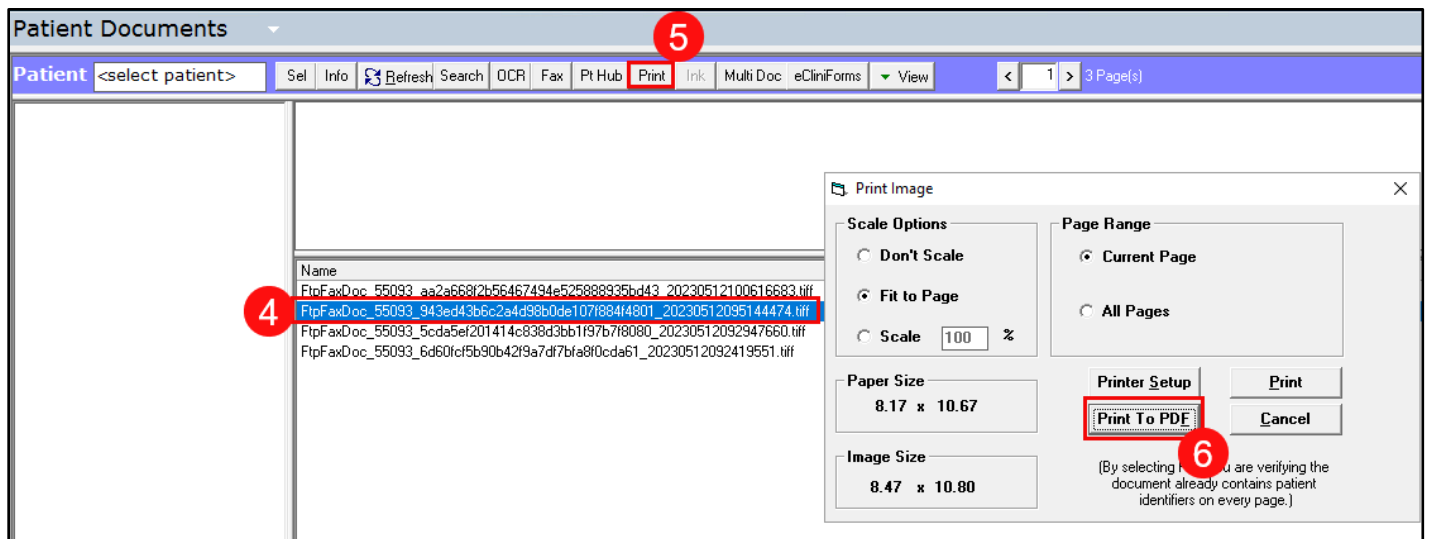 Patient Documents
5
Patient <select patient> Sel Info Refresh Search OCR Fax Pt Hub Print Ink Multi Doc eCliniForms View < 1 > 3 Page(s)
Print Image
Scale Options
Don't Scale
Fit to Page
Scale 100 %
Page Range
Current Page
All Pages
Paper Size
8.17 x 10.67
Image Size
8.47 x 10.80
Printer Setup Print
Print To PDF Cancel
6
(By selecting are verifying the
document already contains patient
identifiers on every page.)
Name
FtpFaxDoc_55093_aa2a668f2b56467494e525888935bd43_20230512100616683.tiff
4
FtpFaxDoc_55093_943ed43b6c2a4d98b0de107f884f4801_20230512095144474.tiff
FtpFaxDoc_55093_5cda5ef201414c838d3bb1f97b7f8080_20230512092947660.tiff
FtpFaxDoc_55093_6d60fcf5b90b42f9a7df7bfa8f0cda61_20230512092419551.tiff